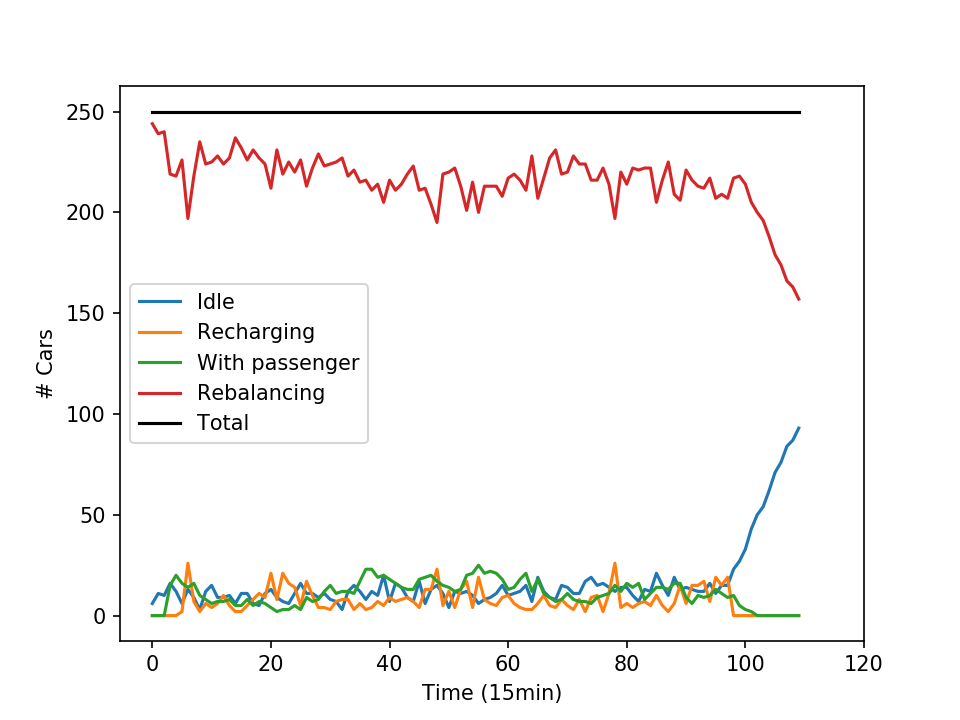 250
200
150
100
50
0
# Cars
Idle
Recharging
With passenger
Rebalancing
Total
0 20 40 60 80 100 120
Time (15min)